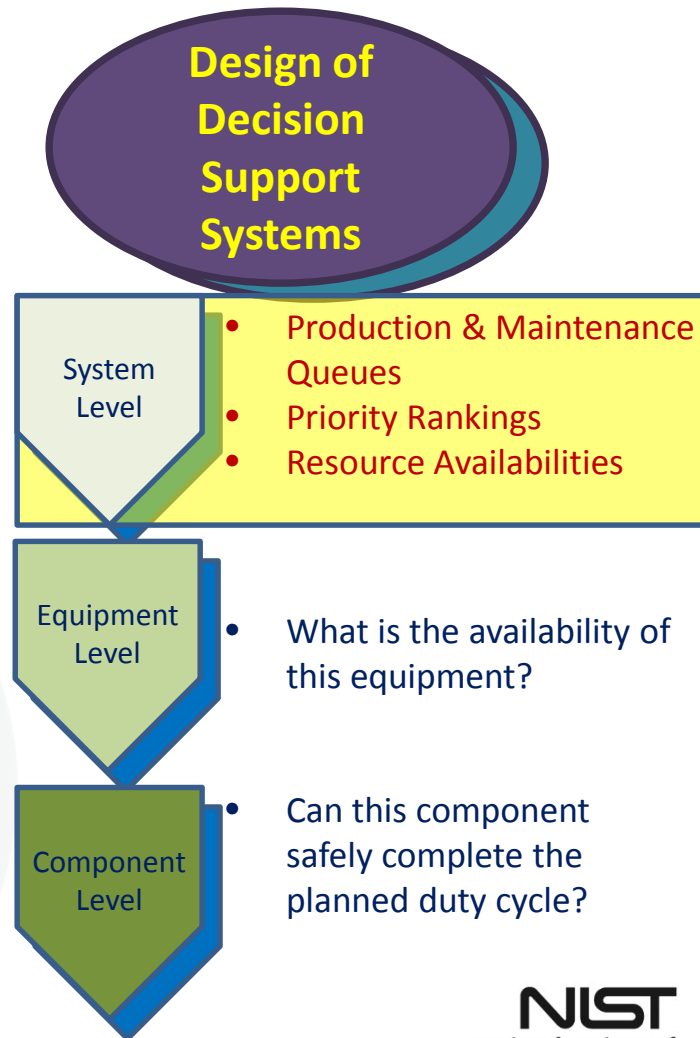 Design of
Decision
Support
Systems
System
Level
• Production & Maintenance
Queues
• Priority Rankings
• Resource Availabilities
Equipment
Level
• What is the availability of
this equipment?
Component
Level
• Can this component
safely complete the
planned duty cycle?
NIST